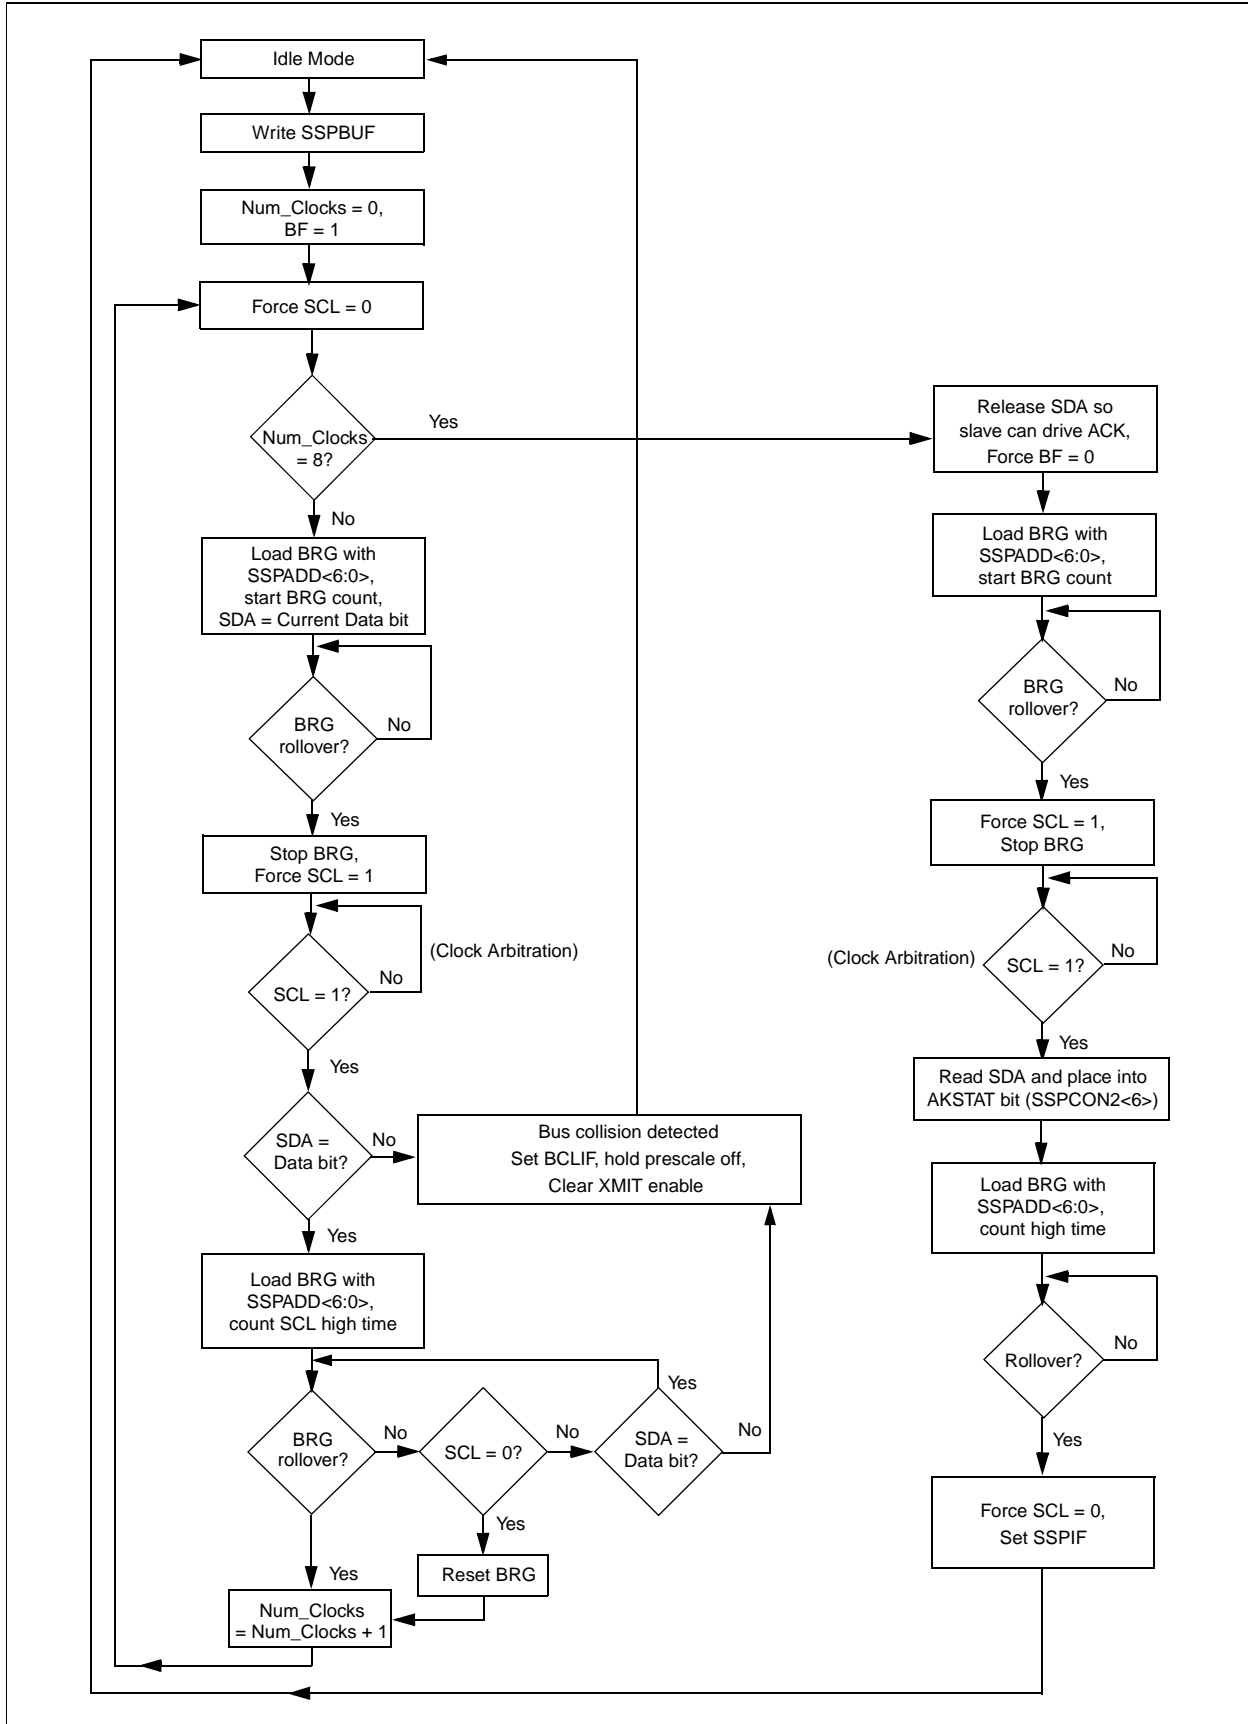 Idle Mode
Write SSPBUF
Num_Clocks = 0,
BF = 1
Force SCL = 0
Num_Clocks
= 8?
Yes
No
Load BRG with
SSPADD<6:0>,
start BRG count,
SDA = Current Data bit
BRG
rollover?
No
Yes
Stop BRG,
Force SCL = 1
(Clock Arbitration)
SCL = 1?
No
Yes
SDA =
Data bit?
No
Bus collision detected
Set BCLIF, hold prescale off,
Clear XMIT enable
Yes
Load BRG with
SSPADD<6:0>,
count SCL high time
BRG
rollover?
No
SCL = 0?
No
SDA =
Data bit?
Yes
No
Yes
Reset BRG
Yes
Num_Clocks
= Num_Clocks + 1
Release SDA so
slave can drive ACK,
Force BF = 0
Load BRG with
SSPADD<6:0>,
start BRG count
BRG
rollover?
No
Yes
Force SCL = 1,
Stop BRG
(Clock Arbitration)
SCL = 1?
No
Yes
Read SDA and place into
AKSTAT bit (SSPCON2<6>)
Load BRG with
SSPADD<6:0>,
count high time
Rollover?
No
Yes
Force SCL = 0,
Set SSPIF